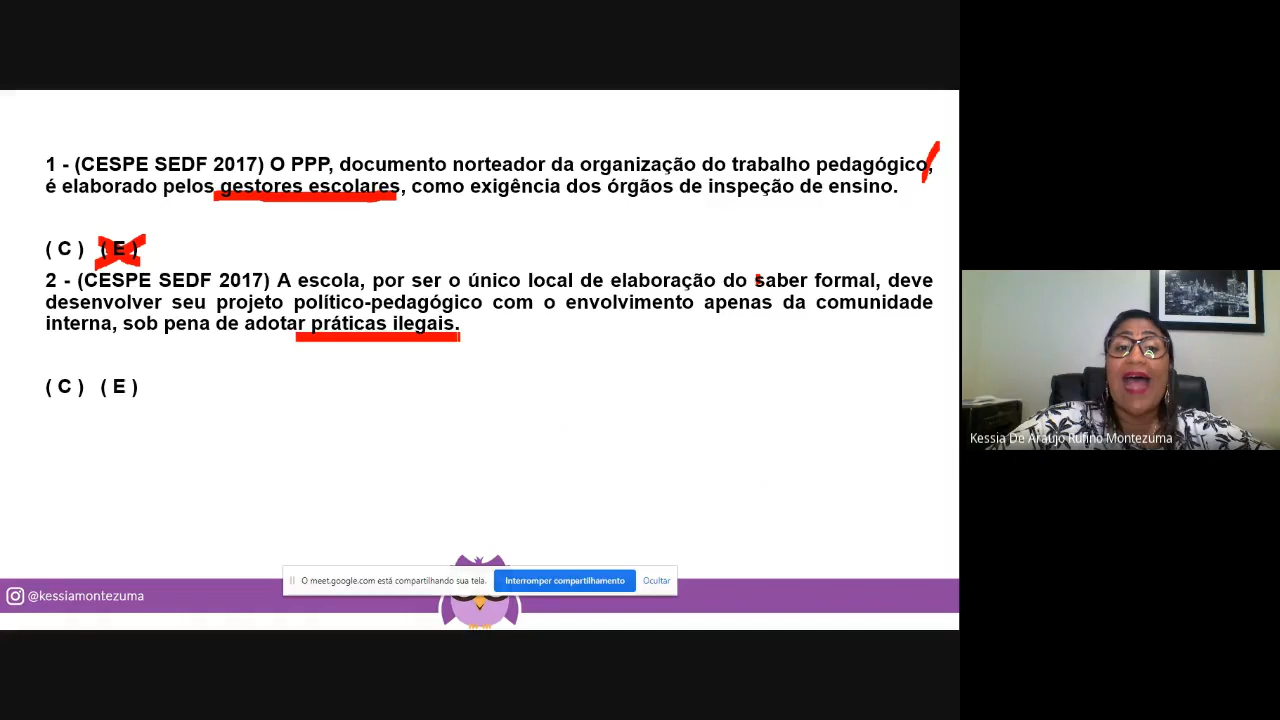 1 - (CESPE SEDF 2017) O PPP, documento norteador da organização do trabalho pedagógico,
é elaborado pelos gestores escolares, como exigência dos órgãos de inspeção de ensino.
( C ) ( E )
2 - (CESPE SEDF 2017) A escola, por ser o único local de elaboração do saber formal, deve
desenvolver seu projeto político-pedagógico com o envolvimento apenas da comunidade
interna, sob pena de adotar práticas ilegais.
( C ) ( E )
Kessia De Araujo Rufino Montezuma
O meet.google.com está compartilhando sua tela. Interromper compartilhamento Ocultar
@kessiamontezuma